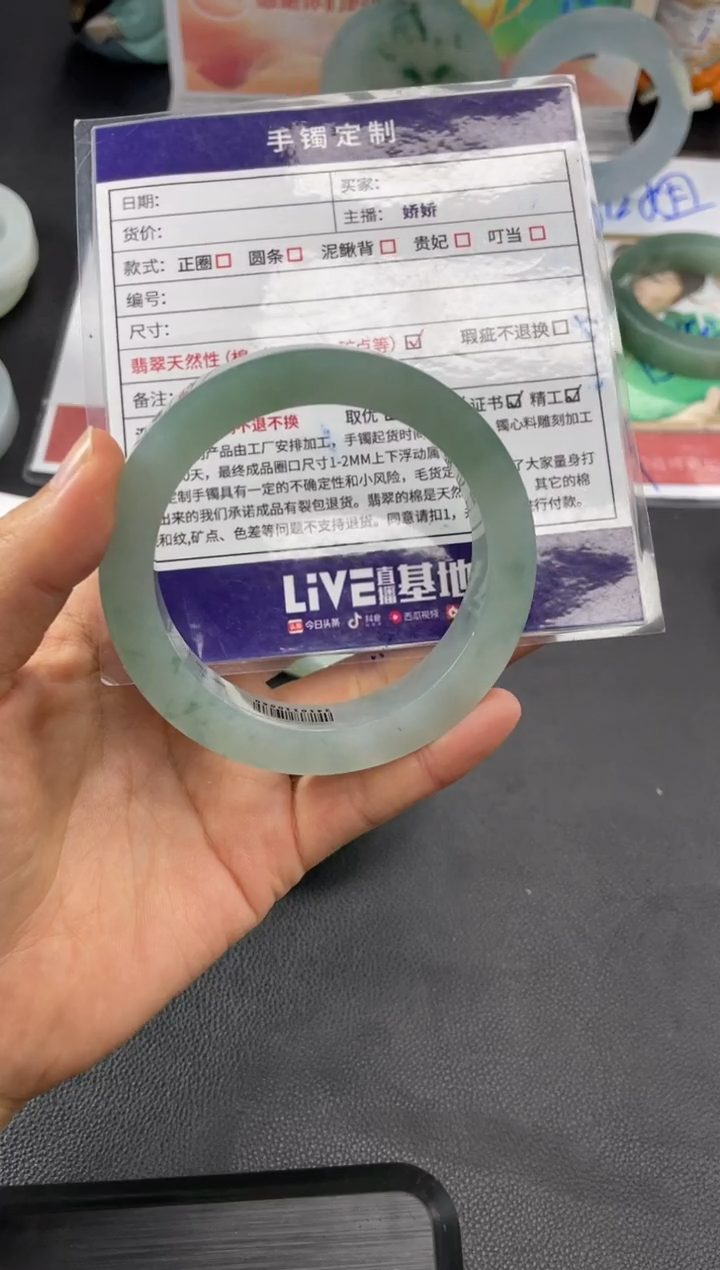 手镯定制
日期： 买家：
货价： 主播： 娇娇
款式： 正圈□ 圆条□ 泥鳅背□ 贵妃□ 叮当□
编号：
尺寸：
翡翠天然性（棉 矿点等）☑ 瑕疵不退换□
备注： 不退不换 取优 证书☑ 精工☑
产品由工厂安排加工，手镯起货时间 镯心料雕刻加工
0天，最终成品圈口尺寸1-2MM上下浮动属 了大家量身打
定制手镯具有一定的不确定性和小风险，毛货定 其它的棉
出来的我们承诺成品有裂包退货。翡翠的棉是天然 行付款。
和纹,矿点、色差等问题不支持退货。同意请扣1，
LiVE直播基地
今日头条 抖音 西瓜视频